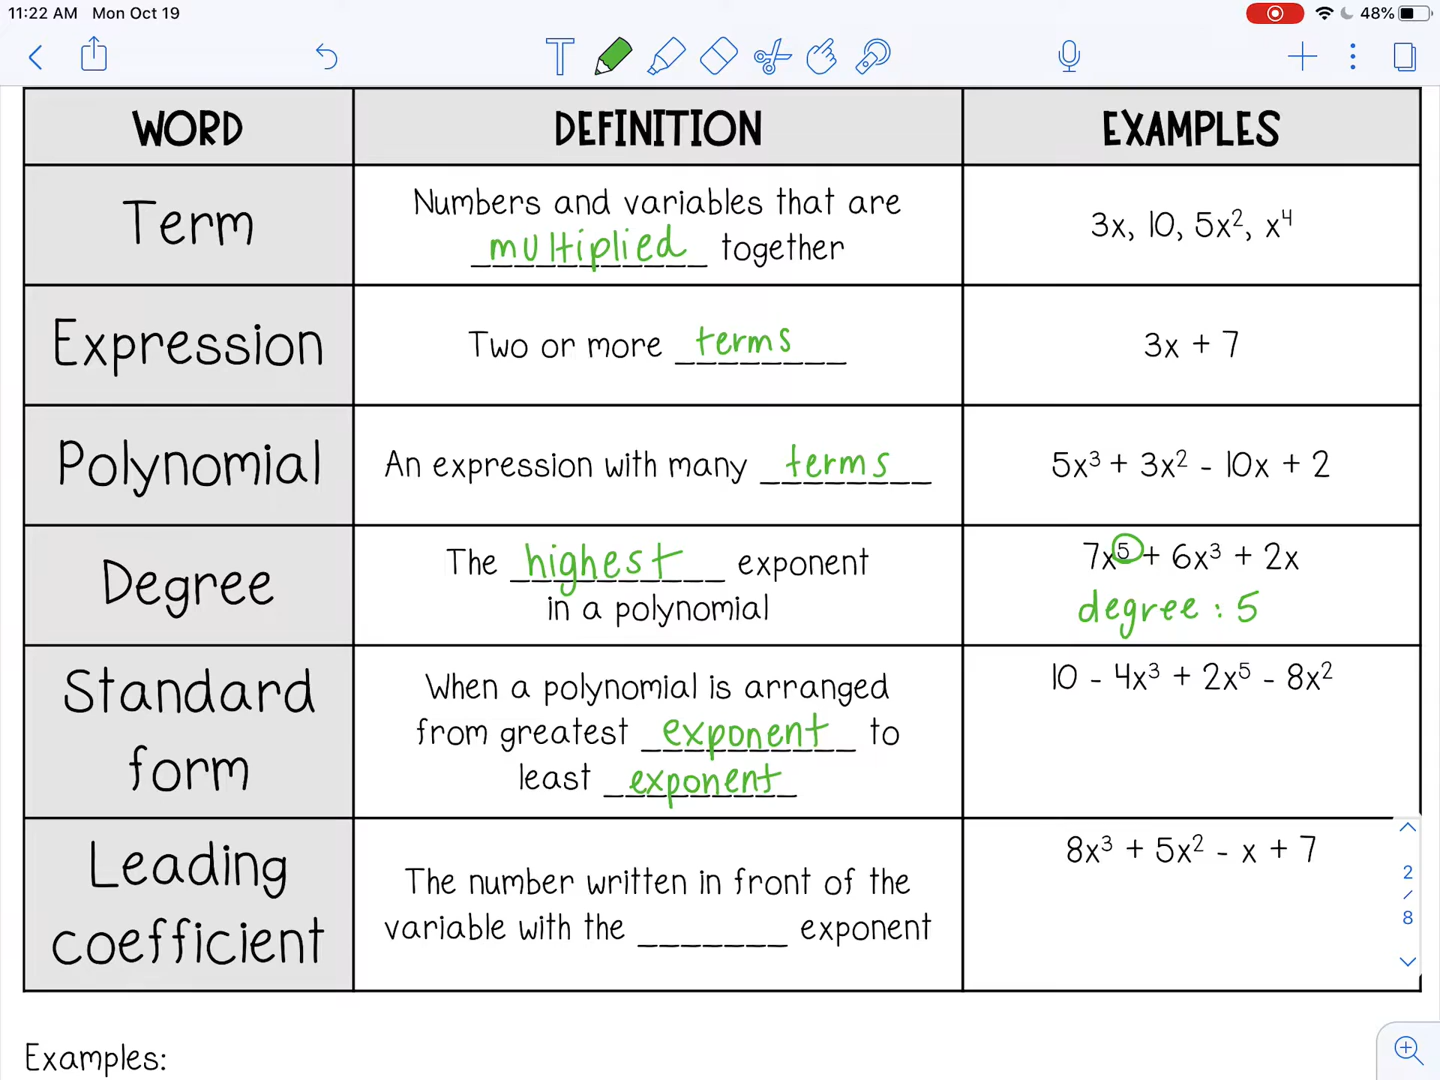 11:22 AM Mon Oct 19
48%
T
WORD
DEFINITION
EXAMPLES
Term
Numbers and variables that are
multiplied together
3x, 10, 5x², x⁴
Expression
Two or more terms
3x + 7
Polynomial
An expression with many terms
5x³ + 3x² - 10x + 2
Degree
The highest exponent
in a polynomial
7x⁵ + 6x³ + 2x
degree : 5
Standard
form
When a polynomial is arranged
from greatest exponent to
least exponent
10 - 4x³ + 2x⁵ - 8x²
Leading
coefficient
The number written in front of the
variable with the _______ exponent
8x³ + 5x² - x + 7
2
/
8
Examples: